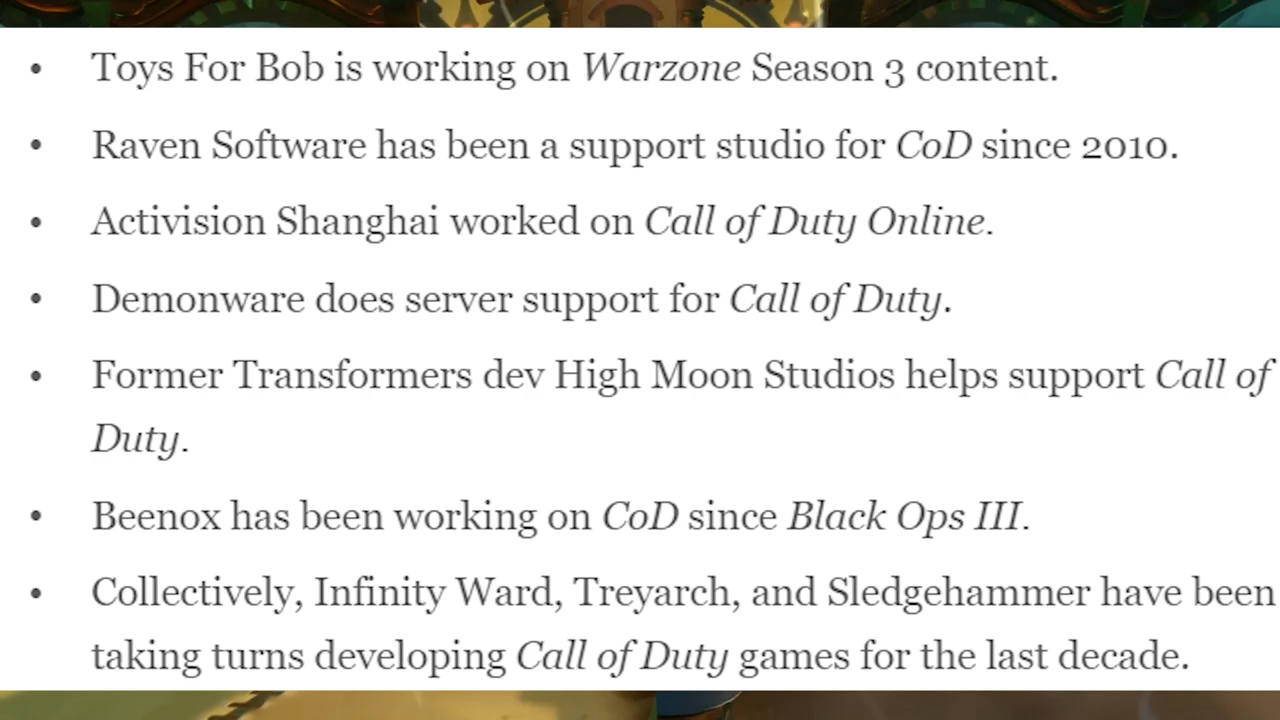 • Toys For Bob is working on Warzone Season 3 content.
• Raven Software has been a support studio for CoD since 2010.
• Activision Shanghai worked on Call of Duty Online.
• Demonware does server support for Call of Duty.
• Former Transformers dev High Moon Studios helps support Call of
Duty.
• Beenox has been working on CoD since Black Ops III.
• Collectively, Infinity Ward, Treyarch, and Sledgehammer have been
taking turns developing Call of Duty games for the last decade.